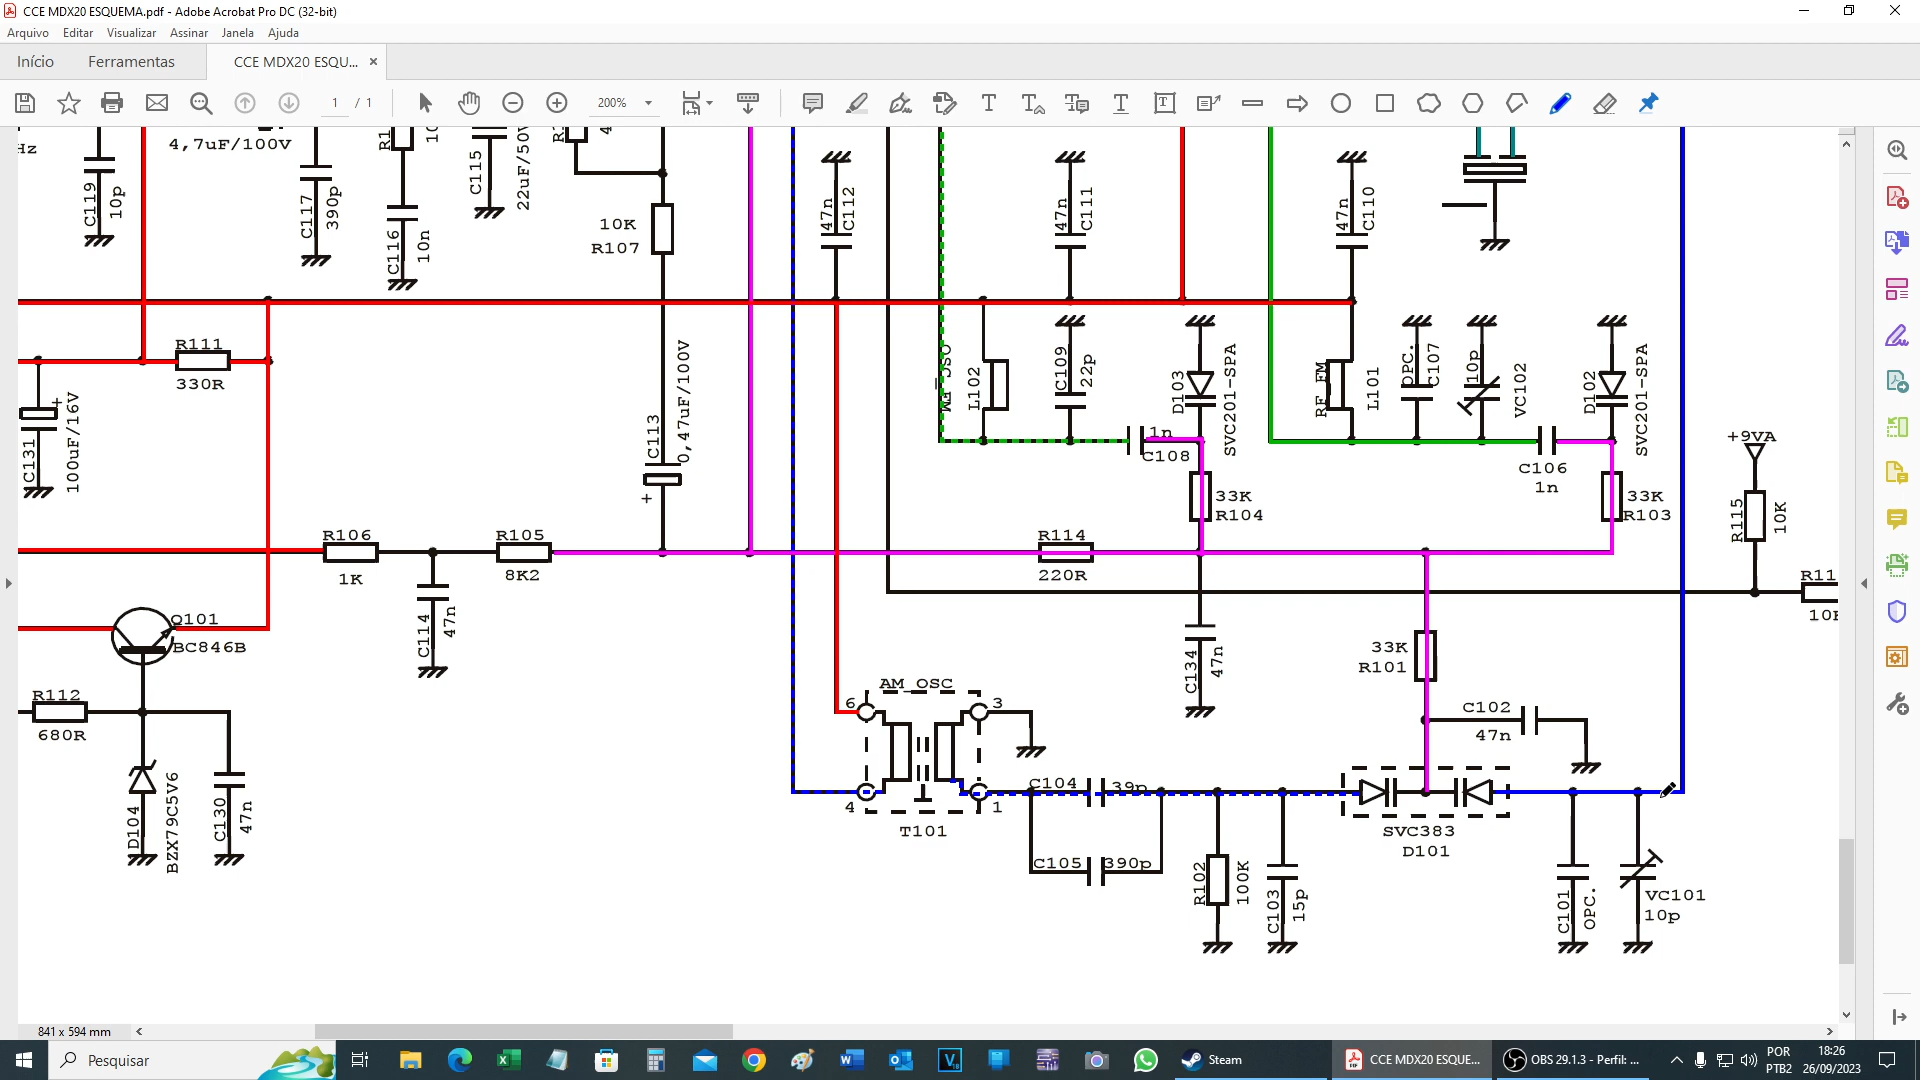 CCE MDX20 ESQUEMA.pdf - Adobe Acrobat Pro DC (32-bit)
Arquivo Editar Visualizar Assinar Janela Ajuda
Início Ferramentas CCE MDX20 ESQU... ×
1 / 1 200%
Hz
C119
10p
4,7uF/100V
C117
390p
C116
10n
C115
22uF/50V
10K
R107
47n
C112
47n
C111
47n
C110
R111
330R
C131
100uF/16V
+
C113
0,47uF/100V
+
L102
C109
22p
D103
SVC201-SPA
RF_FM
L101
OPC.
C107
10p
VC102
D102
SVC201-SPA
1n
C108
C106
1n
+9VA
R115
10K
33K
R104
33K
R103
R106
1K
R105
8K2
R114
220R
C114
47n
Q101
BC846B
C134
47n
33K
R101
R112
680R
AM_OSC
6
3
4
1
T101
C102
47n
D104
BZX79C5V6
C130
47n
C104
39p
C105
390p
SVC383
D101
R102
100K
C103
15p
C101
OPC.
VC101
10p
841 x 594 mm
Pesquisar
Steam
CCE MDX20 ESQUE...
OBS 29.1.3 - Perfil: ...
POR
PTB2
18:26
26/09/2023